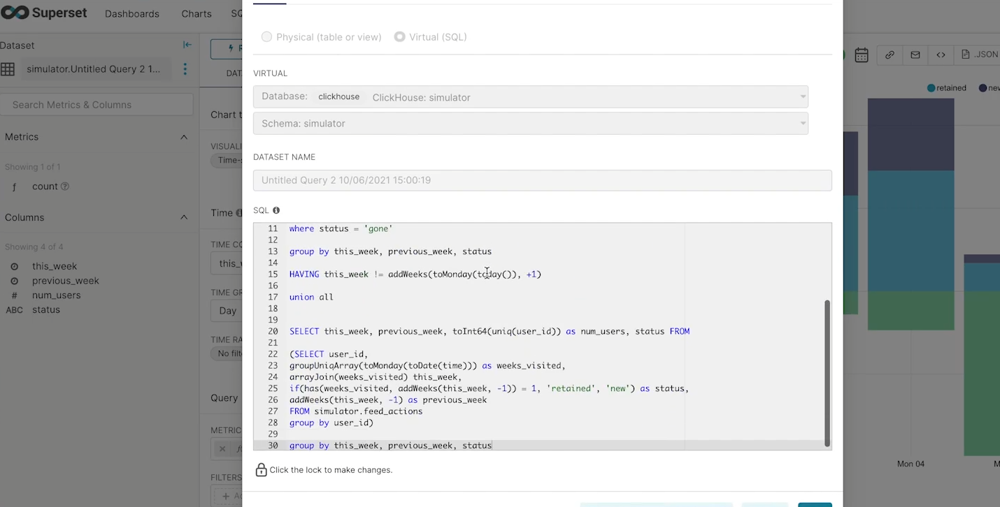 Superset
Dashboards
Charts
Dataset
simulator.Untitled Query 2 1...
Search Metrics & Columns
Metrics
Showing 1 of 1
ƒ count
Columns
Showing 4 of 4
this_week
previous_week
# num_users
ABC status
Chart t
VISUALI
Time-s
Time
TIME CO
this_w
TIME GR
Day
TIME RA
No filte
Query
METRIC
FILTERS
Physical (table or view)
Virtual (SQL)
VIRTUAL
Database: clickhouse ClickHouse: simulator
Schema: simulator
DATASET NAME
Untitled Query 2 10/06/2021 15:00:19
SQL
11 where status = 'gone'
12
13 group by this_week, previous_week, status
14
15 HAVING this_week != addWeeks(toMonday(today()), +1)
16
17 union all
18
19
20 SELECT this_week, previous_week, toInt64(uniq(user_id)) as num_users, status FROM
21
22 (SELECT user_id,
23 groupUniqArray(toMonday(toDate(time))) as weeks_visited,
24 arrayJoin(weeks_visited) this_week,
25 if(has(weeks_visited, addWeeks(this_week, -1)) = 1, 'retained', 'new') as status,
26 addWeeks(this_week, -1) as previous_week
27 FROM simulator.feed_actions
28 group by user_id)
29
30 group by this_week, previous_week, status
Click the lock to make changes.
.JSON
retained
new
Mon 04
M